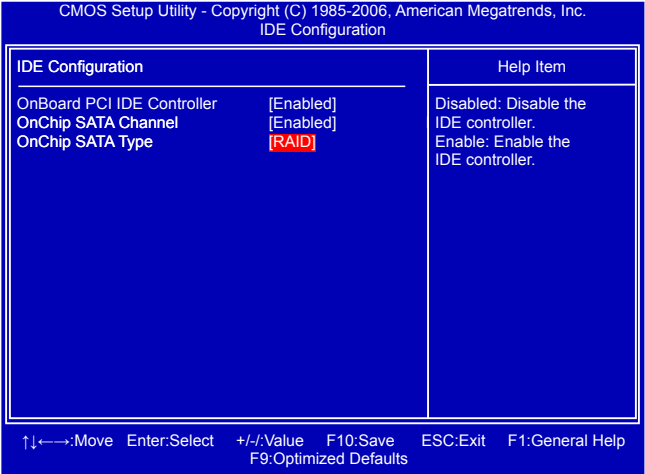 CMOS Setup Utility - Copyright (C) 1985-2006, American Megatrends, Inc.
IDE Configuration
IDE Configuration
Help Item
OnBoard PCI IDE Controller [Enabled]
OnChip SATA Channel [Enabled]
OnChip SATA Type [RAID]
Disabled: Disable the
IDE controller.
Enable: Enable the
IDE controller.
↑↓←→:Move Enter:Select +/-/:Value F10:Save ESC:Exit F1:General Help
F9:Optimized Defaults